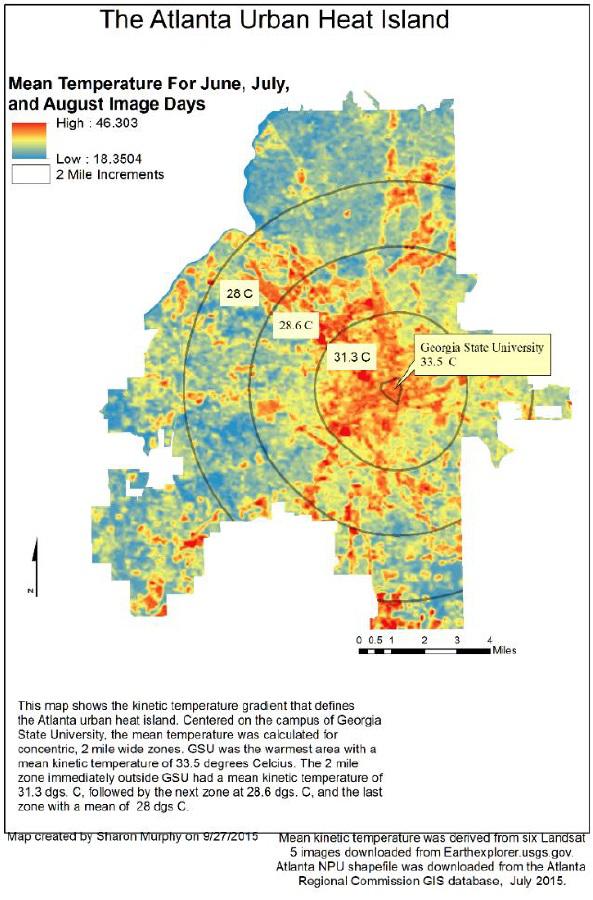 The Atlanta Urban Heat Island
Mean Temperature For June, July,
and August Image Days
High : 46.303
Low : 18.3504
2 Mile Increments
28 C
28.6 C
31.3 C
Georgia State University
33.5 C
N
0 0.5 1 2 3 4
Miles
This map shows the kinetic temperature gradient that defines
the Atlanta urban heat island. Centered on the campus of Georgia
State University, the mean temperature was calculated for
concentric, 2 mile wide zones. GSU was the warmest area with a
mean kinetic temperature of 33.5 degrees Celcius. The 2 mile
zone immediately outside GSU had a mean kinetic temperature of
31.3 dgs. C, followed by the next zone at 28.6 dgs. C, and the last
zone with a mean of 28 dgs C.
Map created by Sharon Murphy on 9/27/2015
Mean kinetic temperature was derived from six Landsat
5 images downloaded from Earthexplorer.usgs.gov.
Atlanta NPU shapefile was downloaded from the Atlanta
Regional Commission GIS database, July 2015.